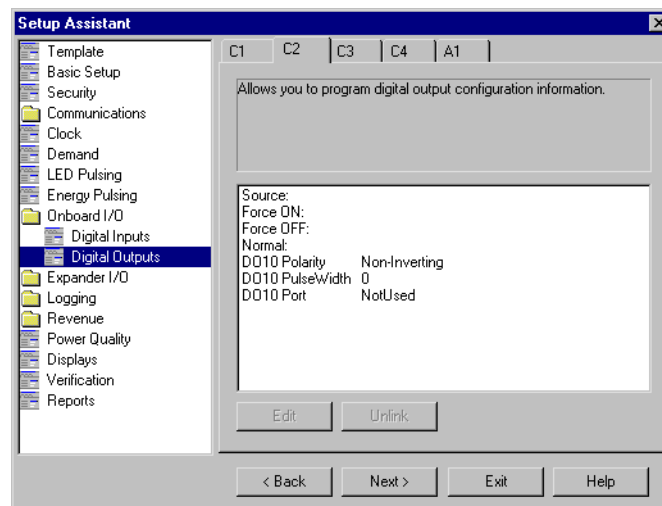 Setup Assistant
Template
Basic Setup
Security
Communications
Clock
Demand
LED Pulsing
Energy Pulsing
Onboard I/O
Digital Inputs
Digital Outputs
Expander I/O
Logging
Revenue
Power Quality
Displays
Verification
Reports
C1 C2 C3 C4 A1
Allows you to program digital output configuration information.
Source:
Force ON:
Force OFF:
Normal:
DO10 Polarity Non-Inverting
DO10 PulseWidth 0
DO10 Port NotUsed
Edit Unlink
< Back Next > Exit Help